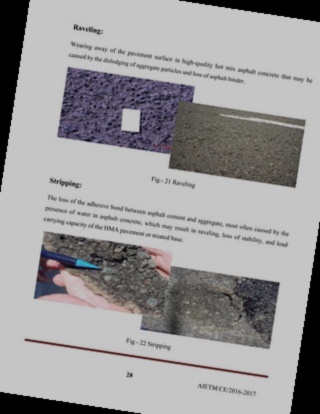 Raveling:
Wearing away of the pavement surface in high-quality hot mix asphalt concrete that may be
caused by the dislodging of aggregate particles and loss of asphalt binder.
Fig.- 21 Raveling
Stripping:
The loss of the adhesive bond between asphalt cement and aggregate, most often caused by the
presence of water in asphalt concrete, which may result in raveling, loss of stability, and load
carrying capacity of the HMA pavement or treated base.
Fig.- 22 Stripping
28
AIETM/CE/2016-2017